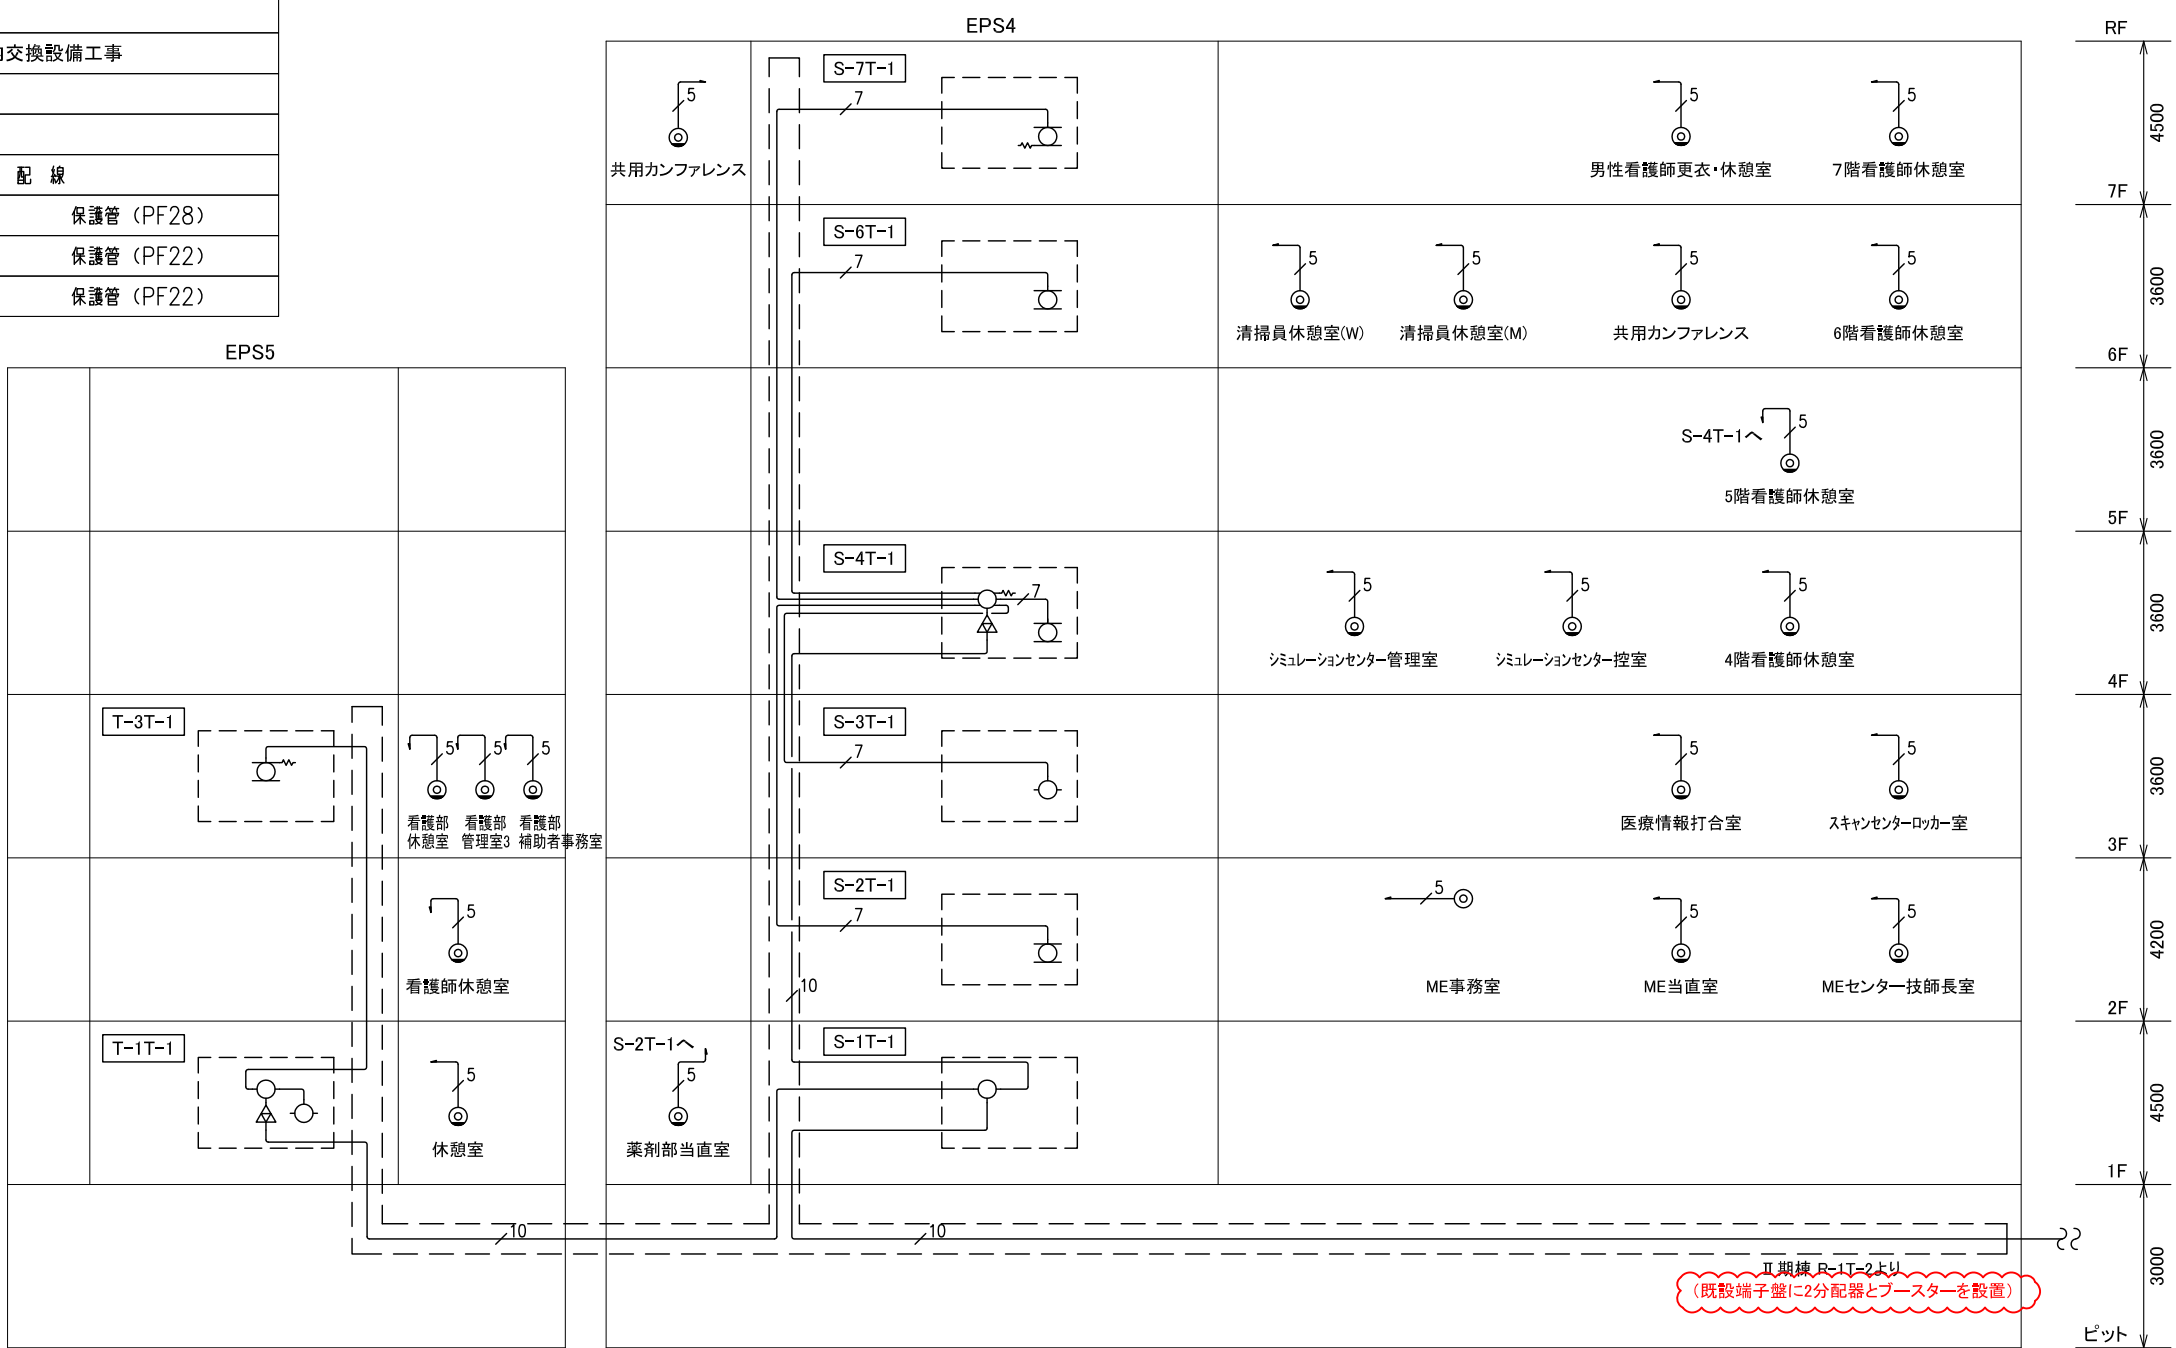 交換設備工事
配 線
保護管 (PF28)
保護管 (PF22)
保護管 (PF22)
EPS4
RF
S-7T-1
5
7
5
5
共用カンファレンス
男性看護師更衣・休憩室
7階看護師休憩室
4500
7F
S-6T-1
7
5
5
5
5
清掃員休憩室(W)
清掃員休憩室(M)
共用カンファレンス
6階看護師休憩室
3600
6F
EPS5
S-4T-1へ
5
5階看護師休憩室
3600
5F
S-4T-1
7
5
5
5
シミュレーションセンター管理室
シミュレーションセンター控室
4階看護師休憩室
3600
4F
T-3T-1
5
5
5
看護部
休憩室
看護部
管理室3
看護部
補助者事務室
S-3T-1
7
5
5
医療情報打合室
スキャンセンターロッカー室
3600
3F
5
看護師休憩室
S-2T-1
7
10
5
5
5
ME事務室
ME当直室
MEセンター技師長室
4200
2F
T-1T-1
5
休憩室
S-2T-1へ
5
薬剤部当直室
S-1T-1
4500
1F
10
10
Ⅱ期棟 R-1T-2より
(既設端子盤に2分配器とブースターを設置)
3000
ピット